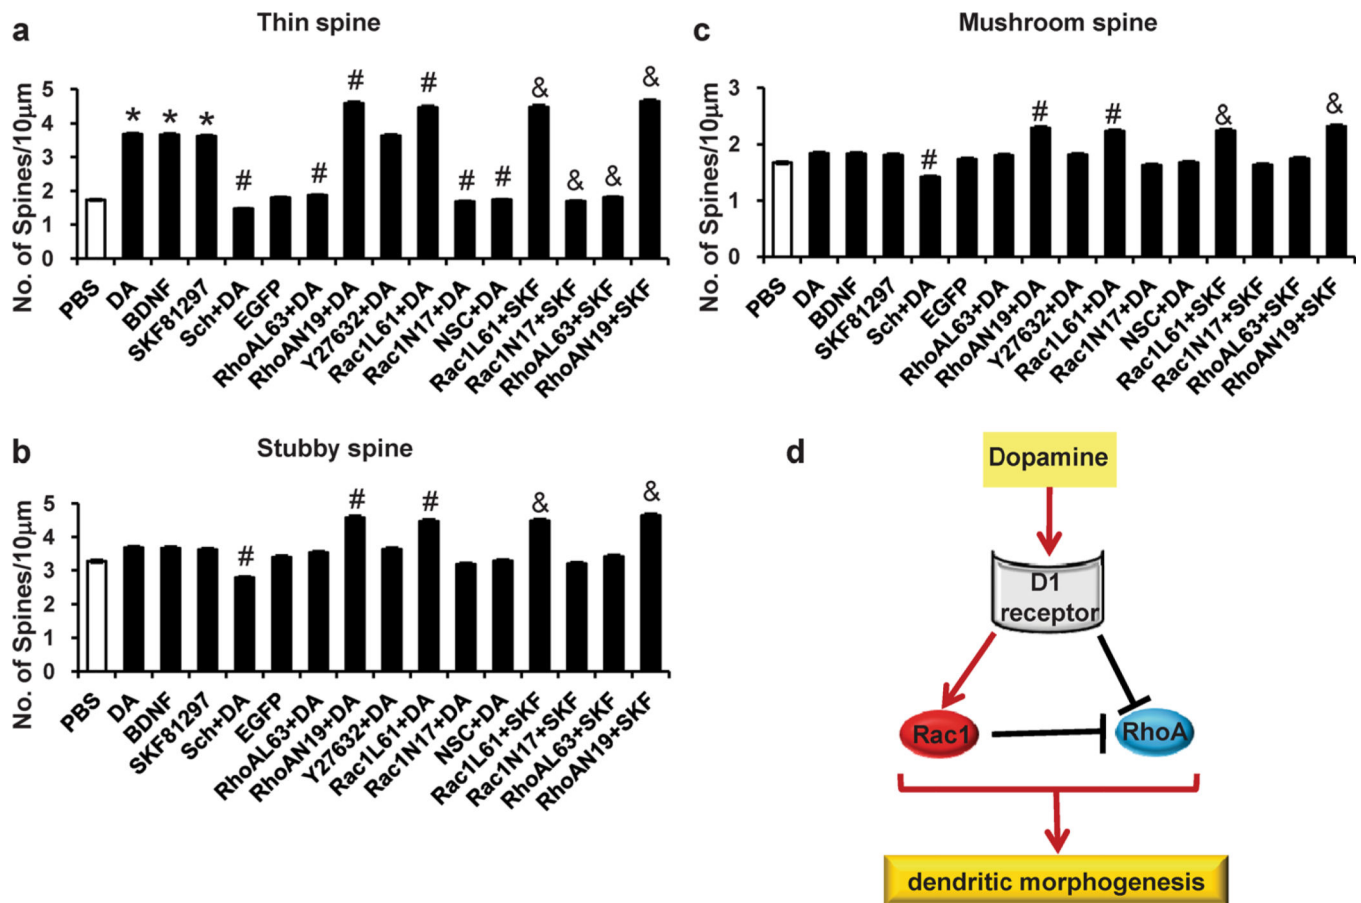 a
Thin spine
No. of Spines/10μm
5
4
3
2
1
0
* * * # # # # # # & & & &
PBS
DA
BDNF
SKF81297
Sch+DA
EGFP
RhoAL63+DA
RhoAN19+DA
Y27632+DA
Rac1L61+DA
Rac1N17+DA
NSC+DA
Rac1L61+SKF
Rac1N17+SKF
RhoAL63+SKF
RhoAN19+SKF
b
Stubby spine
No. of Spines/10μm
5
4
3
2
1
0
# # # & &
PBS
DA
BDNF
SKF81297
Sch+DA
EGFP
RhoAL63+DA
RhoAN19+DA
Y27632+DA
Rac1L61+DA
Rac1N17+DA
NSC+DA
Rac1L61+SKF
Rac1N17+SKF
RhoAL63+SKF
RhoAN19+SKF
c
Mushroom spine
No. of Spines/10μm
3
2
1
0
# # # & &
PBS
DA
BDNF
SKF81297
Sch+DA
EGFP
RhoAL63+DA
RhoAN19+DA
Y27632+DA
Rac1L61+DA
Rac1N17+DA
NSC+DA
Rac1L61+SKF
Rac1N17+SKF
RhoAL63+SKF
RhoAN19+SKF
d
Dopamine
D1
receptor
Rac1
RhoA
dendritic morphogenesis